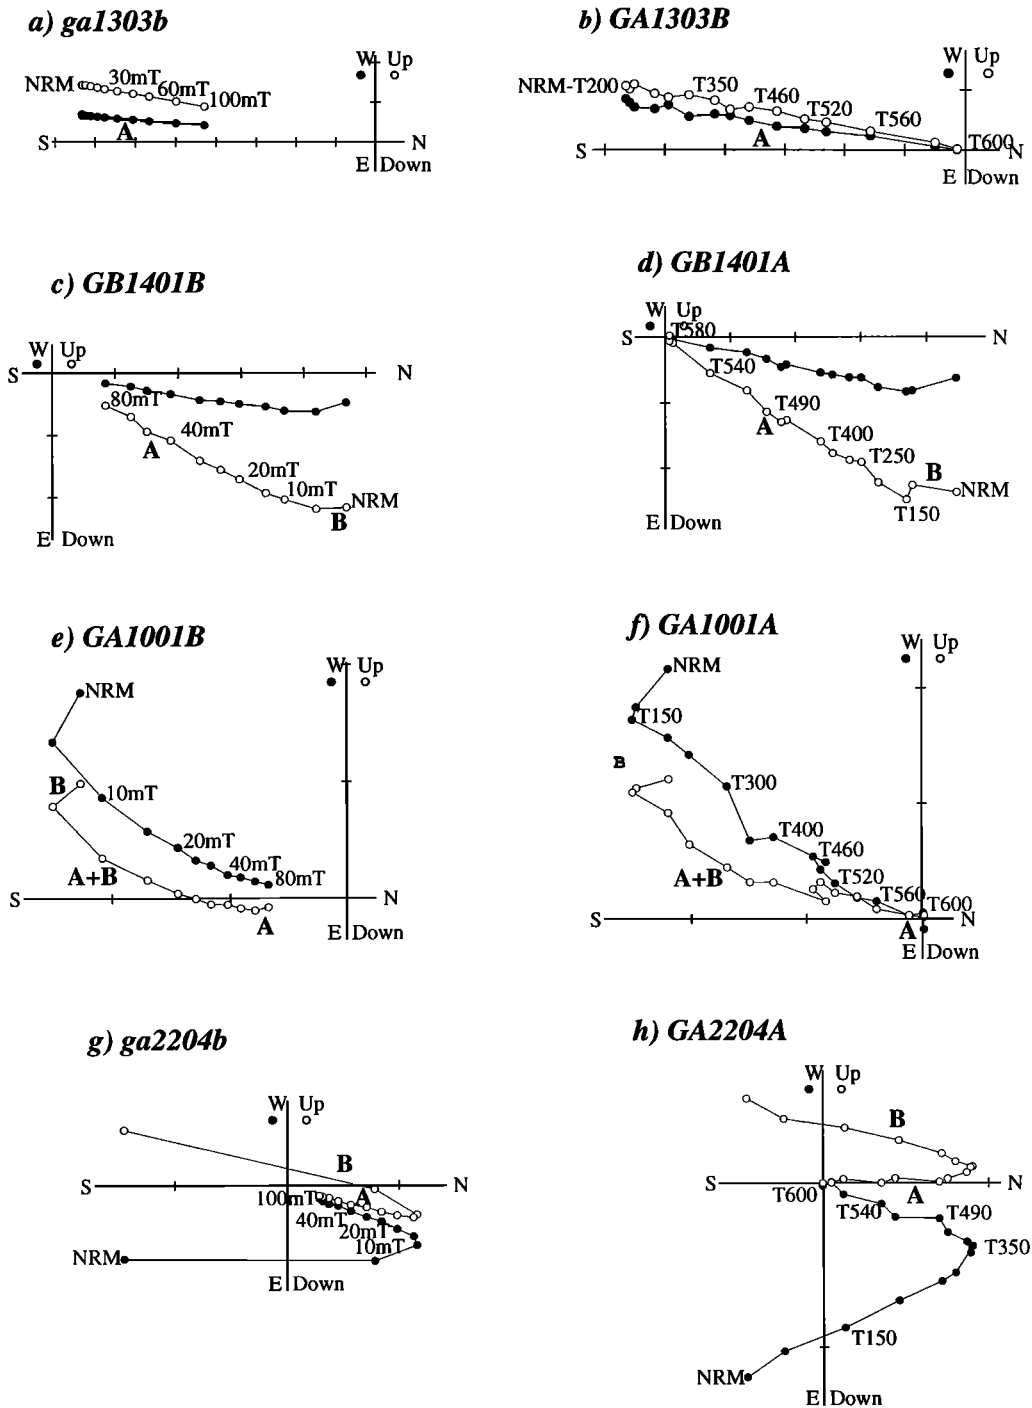 a) ga1303b
W Up
NRM 30mT 60mT 100mT
A
S N
E Down
b) GA1303B
W Up
NRM-T200 T350 T460 T520 T560 T600
A
S N
E Down
c) GB1401B
W Up
S N
80mT
40mT
A
20mT
10mT NRM
B
E Down
d) GB1401A
W Up
S T580 N
T540
T490
A
T400
T250
B
NRM
T150
E Down
e) GA1001B
W Up
NRM
B 10mT
20mT
A+B 40mT 80mT
S N
A
E Down
f) GA1001A
W Up
NRM
T150
B
T300
T400
T460
A+B T520
T560 T600
S N
A
E Down
g) ga2204b
W Up
B
S N
100mT A
40mT 20mT
10mT
NRM
E Down
h) GA2204A
W Up
B
S N
T600 A
T540 T490
T350
T150
NRM
E Down